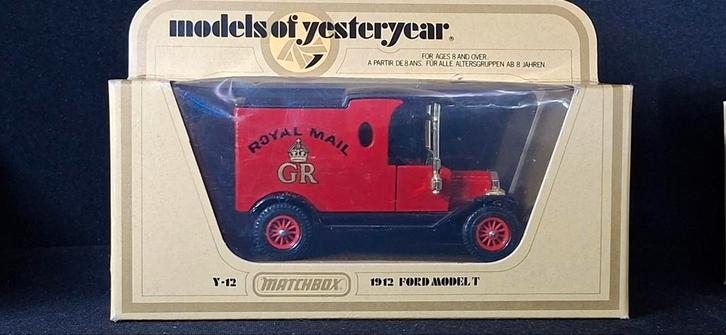 models of yesteryear®
FOR AGES 8 AND OVER.
A PARTIR DE 8 ANS. FÜR ALLE ALTERSGRUPPEN AB 8 JAHREN.
ROYAL MAIL
GR
Y-12 MATCHBOX 1912 FORD MODEL T